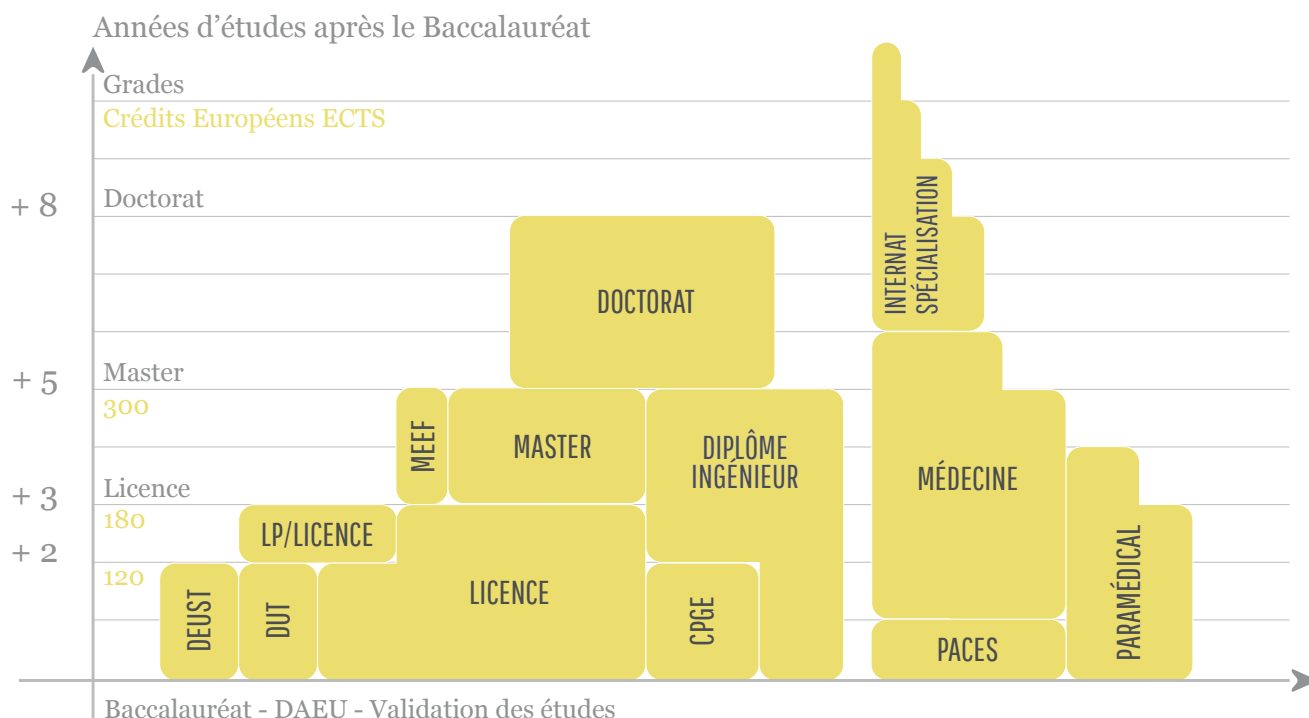 Années d’études après le Baccalauréat
Grades
Crédits Européens ECTS
+ 8
Doctorat
INTERNAT
SPÉCIALISATION
DOCTORAT
+ 5
Master
300
MEEF
MASTER
DIPLÔME
INGÉNIEUR
MÉDECINE
+ 3
Licence
180
LP/LICENCE
+ 2
120
DEUST
DUT
LICENCE
CPGE
PACES
PARAMÉDICAL
Baccalauréat - DAEU - Validation des études